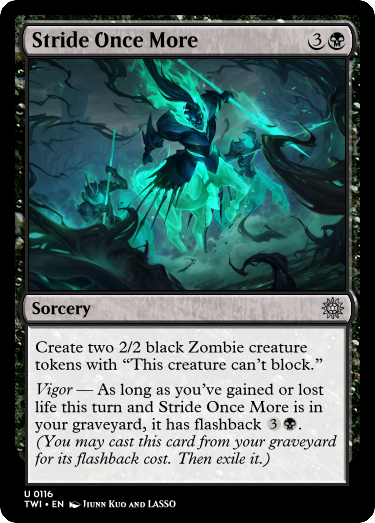 Stride Once More 3
Sorcery
Create two 2/2 black Zombie creature
tokens with “This creature can’t block.”
Vigor — As long as you’ve gained or lost
life this turn and Stride Once More is in
your graveyard, it has flashback 3 .
(You may cast this card from your graveyard
for its flashback cost. Then exile it.)
U 0116
TWI • EN Jiunn Kuo and LASSO